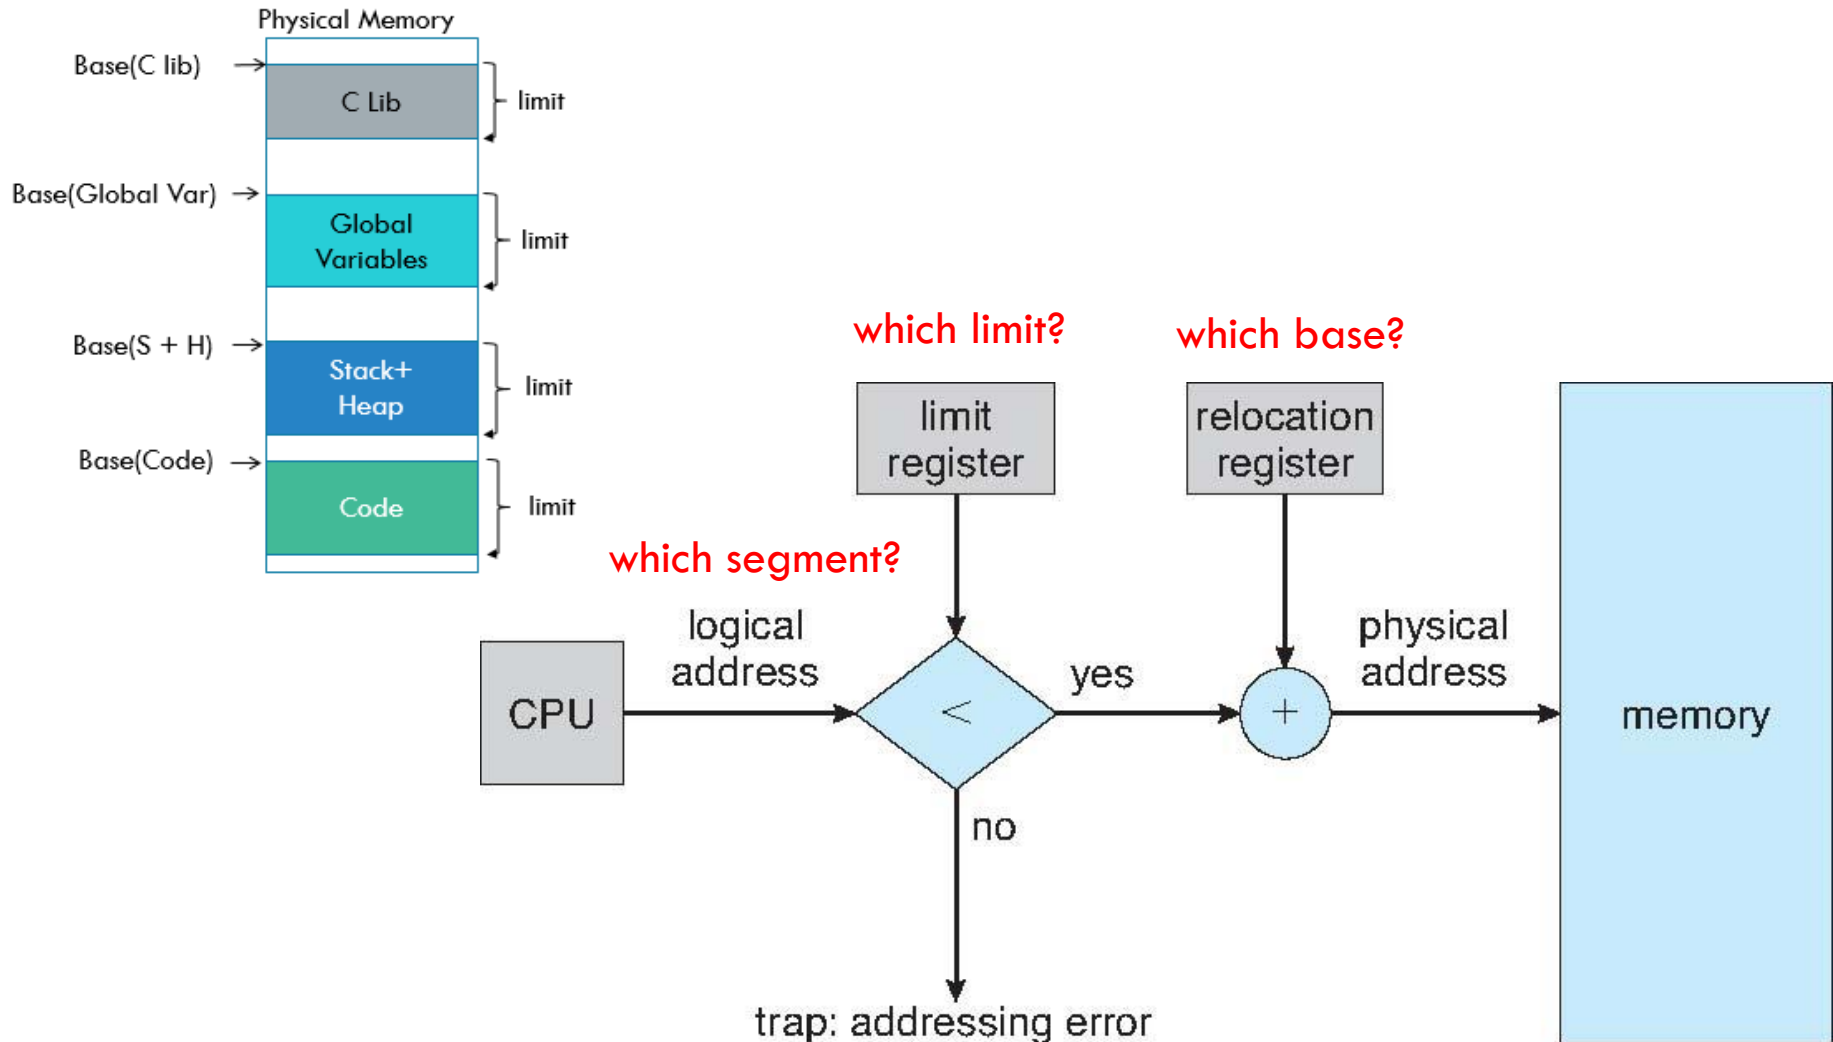 Physical Memory
Base(C lib)
C Lib
limit
Base(Global Var)
Global
Variables
limit
Base(S + H)
Stack+
Heap
limit
Base(Code)
Code
limit
which limit?
which base?
limit
register
relocation
register
which segment?
logical
address
CPU
<
yes
+
physical
address
memory
no
trap: addressing error